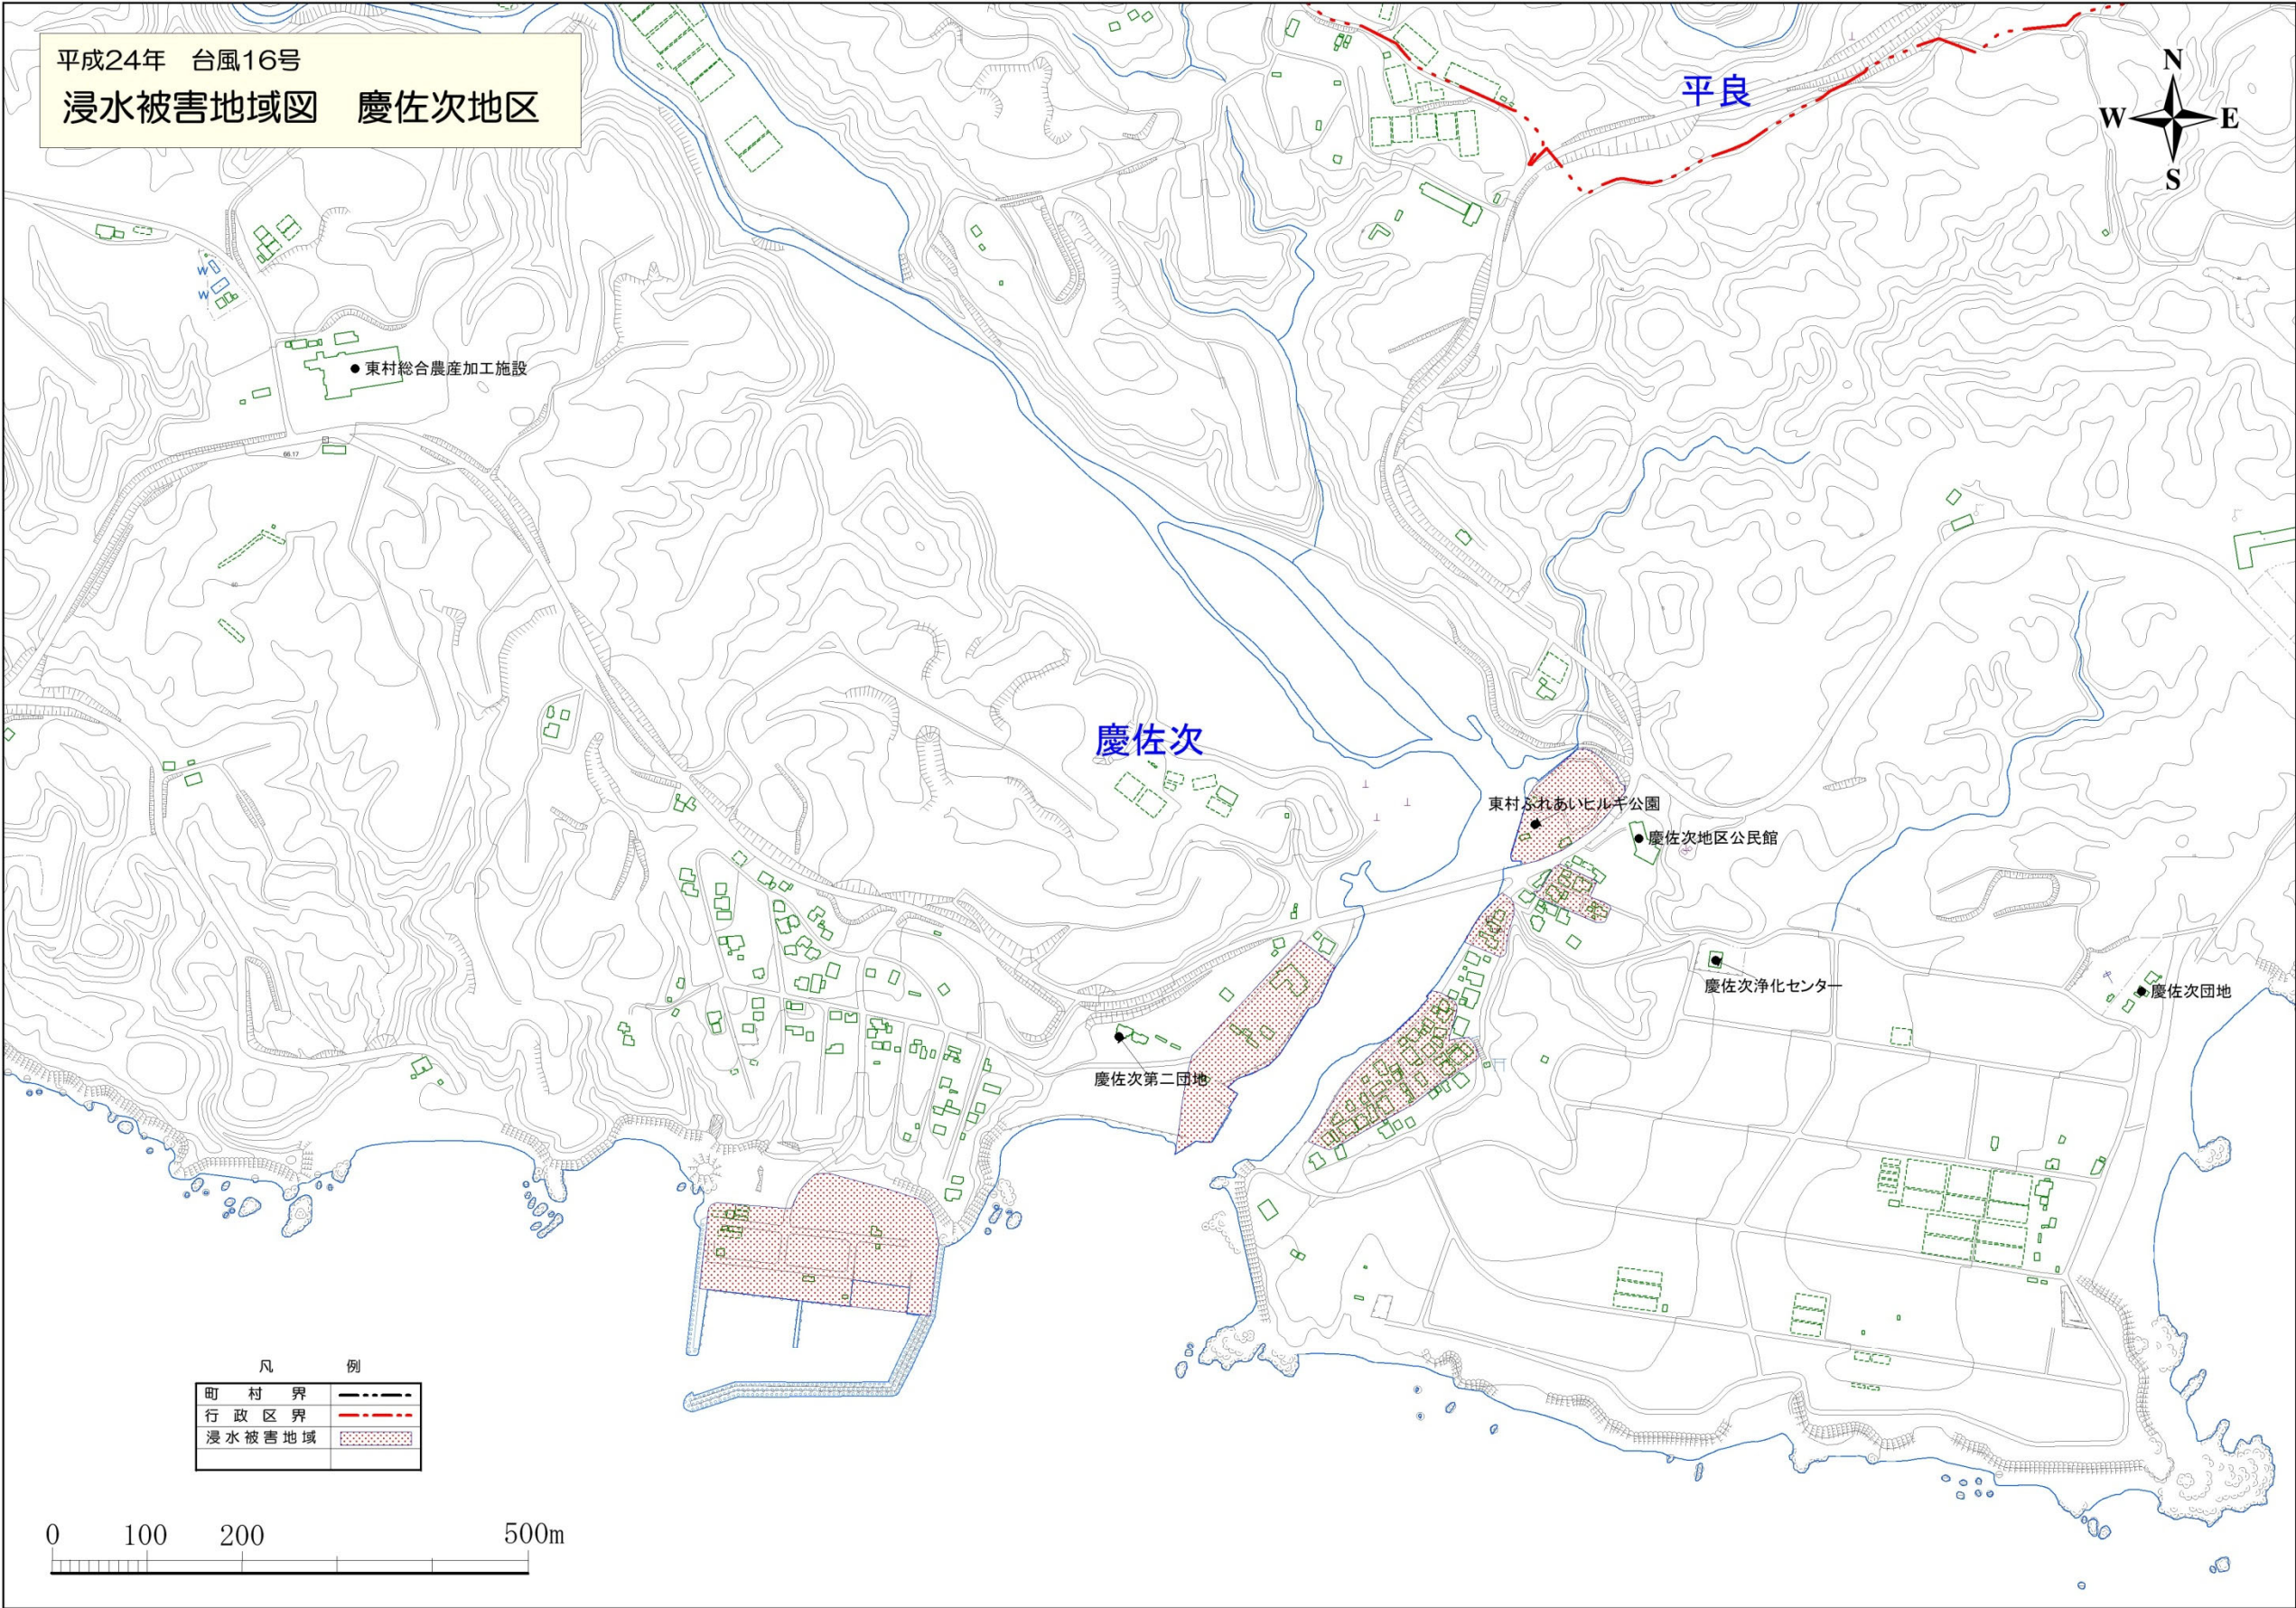 平成24年　台風16号
浸水被害地域図　慶佐次地区
平良
N
W
E
S
W
W
東村総合農産加工施設
66.17
慶佐次
東村ふれあいヒルギ公園
慶佐次地区公民館
慶佐次浄化センター
慶佐次団地
慶佐次第二団地
凡　例
町村界
行政区界
浸水被害地域
0 100 200 500m